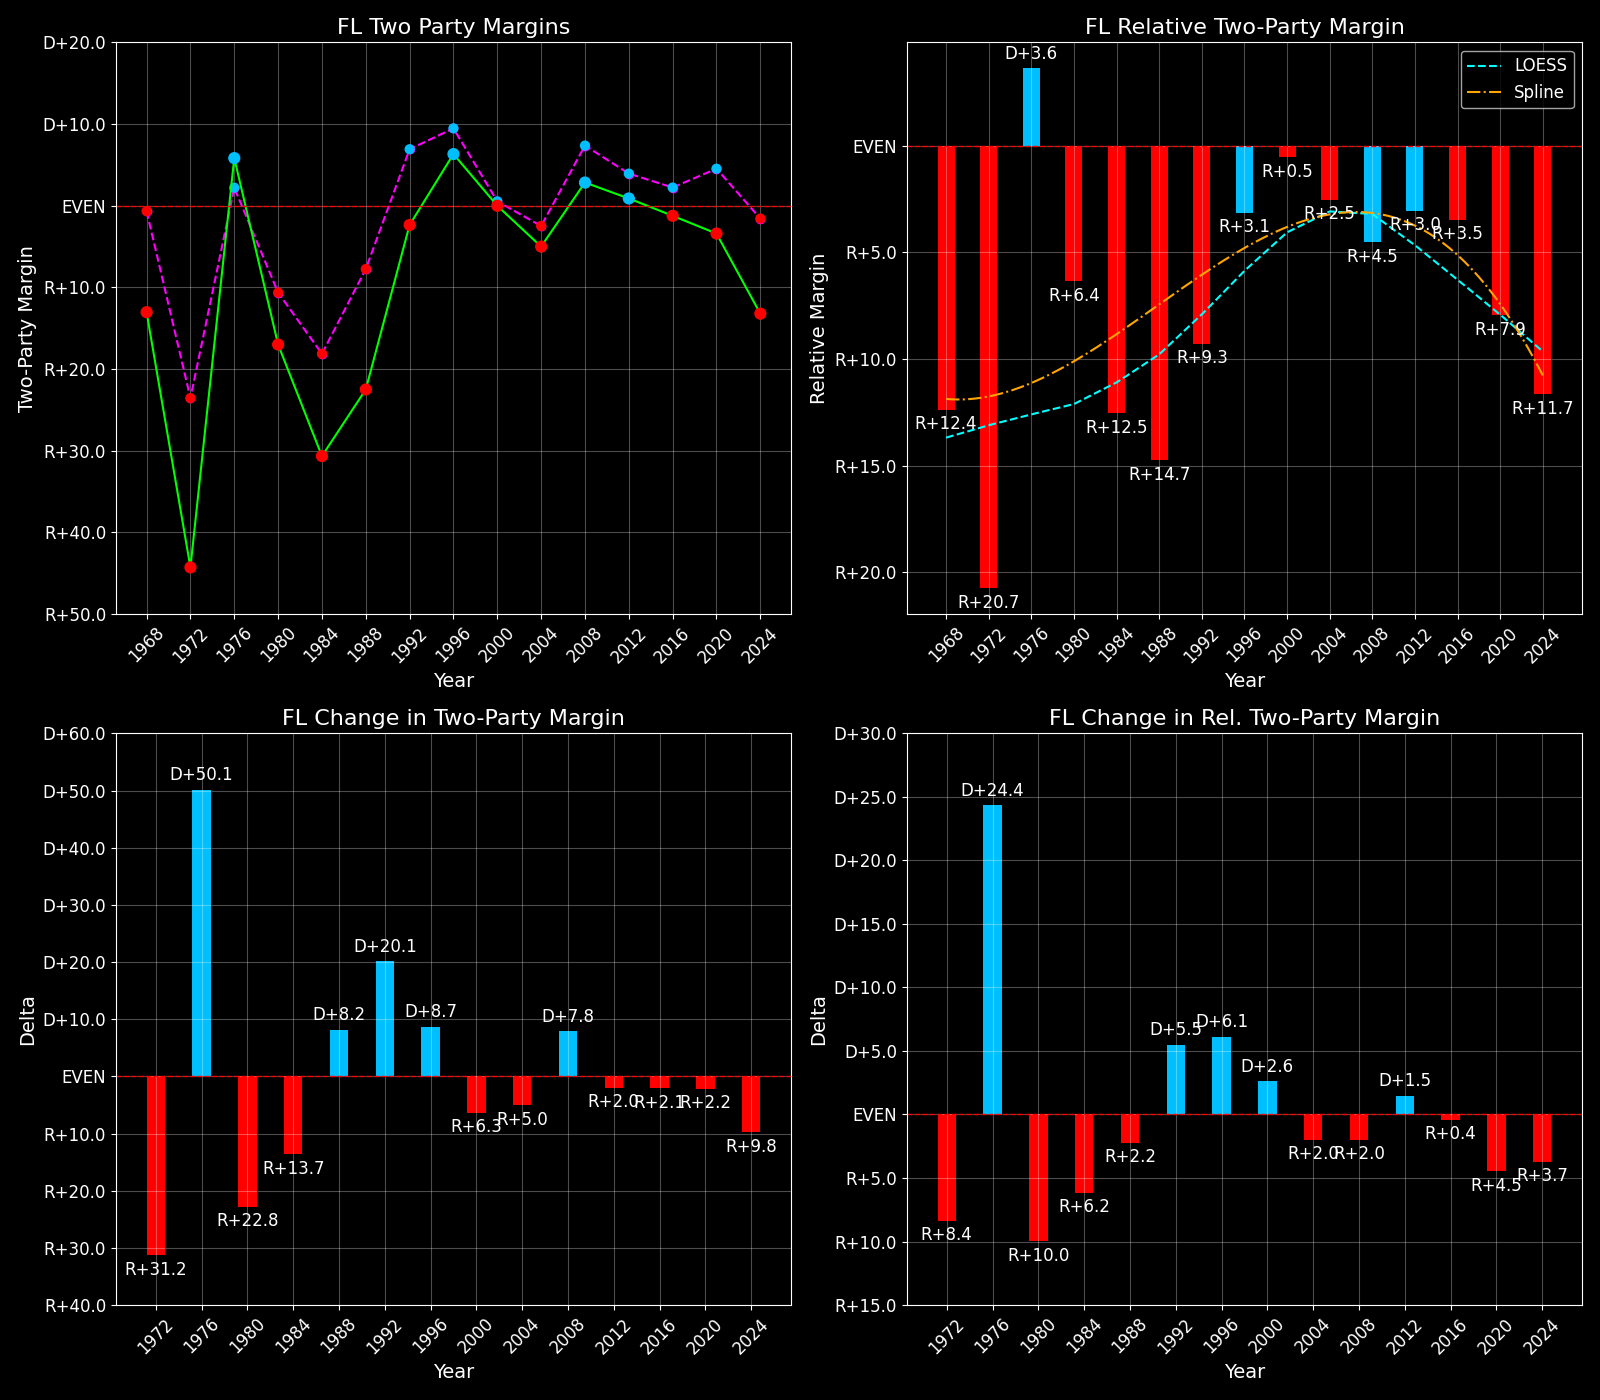 FL Two Party Margins
D+20.0
D+10.0
EVEN
R+10.0
R+20.0
R+30.0
R+40.0
R+50.0
Two-Party Margin
1968
1972
1976
1980
1984
1988
1992
1996
2000
2004
2008
2012
2016
2020
2024
Year
FL Relative Two-Party Margin
LOESS
Spline
EVEN
R+5.0
R+10.0
R+15.0
R+20.0
Relative Margin
R+12.4
R+20.7
D+3.6
R+6.4
R+12.5
R+14.7
R+9.3
R+3.1
R+0.5
R+2.5
R+4.5
R+3.0
R+3.5
R+7.9
R+11.7
1968
1972
1976
1980
1984
1988
1992
1996
2000
2004
2008
2012
2016
2020
2024
Year
FL Change in Two-Party Margin
D+60.0
D+50.0
D+40.0
D+30.0
D+20.0
D+10.0
EVEN
R+10.0
R+20.0
R+30.0
R+40.0
Delta
R+31.2
D+50.1
R+22.8
R+13.7
D+8.2
D+20.1
D+8.7
R+6.3
R+5.0
D+7.8
R+2.0
R+2.1
R+2.2
R+9.8
1972
1976
1980
1984
1988
1992
1996
2000
2004
2008
2012
2016
2020
2024
Year
FL Change in Rel. Two-Party Margin
D+30.0
D+25.0
D+20.0
D+15.0
D+10.0
D+5.0
EVEN
R+5.0
R+10.0
R+15.0
Delta
R+8.4
D+24.4
R+10.0
R+6.2
R+2.2
D+5.5
D+6.1
D+2.6
R+2.0
R+2.0
D+1.5
R+0.4
R+4.5
R+3.7
1972
1976
1980
1984
1988
1992
1996
2000
2004
2008
2012
2016
2020
2024
Year